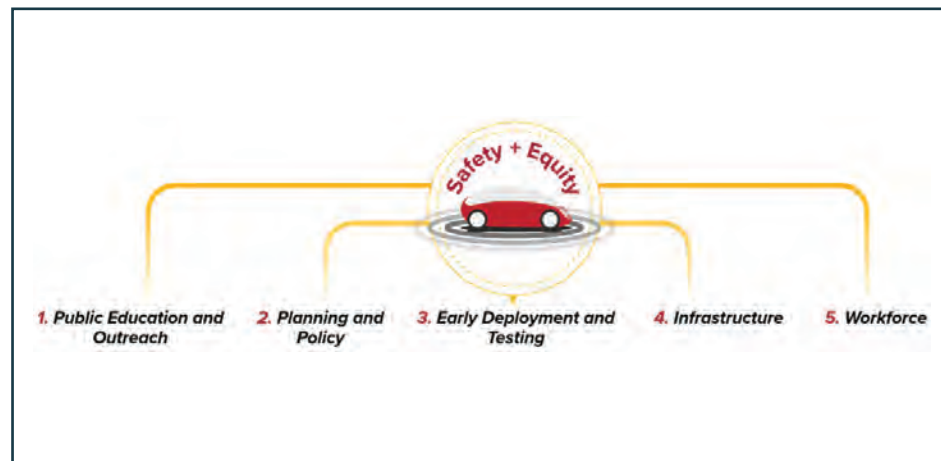 Safety + Equity
1. Public Education and
Outreach
2. Planning and
Policy
3. Early Deployment and
Testing
4. Infrastructure
5. Workforce